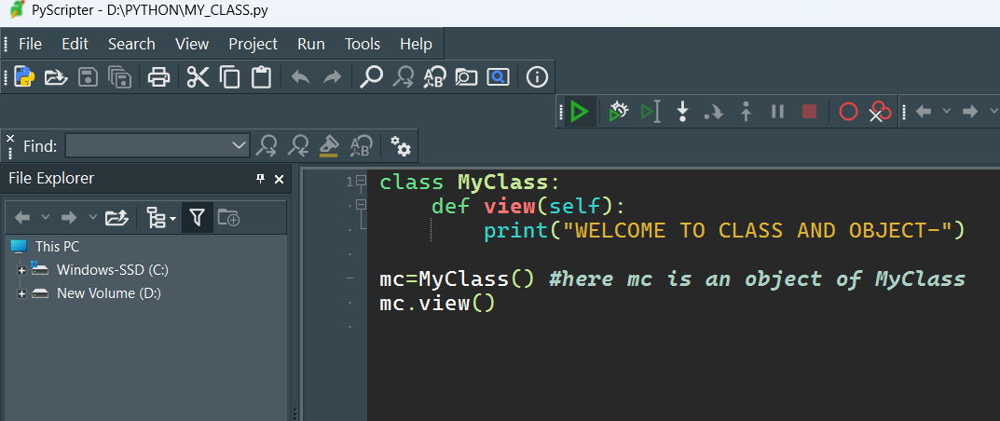 PyScripter - D:\PYTHON\MY_CLASS.py
File Edit Search View Project Run Tools Help
Find:
File Explorer
This PC
Windows-SSD (C:)
New Volume (D:)
1
class MyClass:
    def view(self):
        print("WELCOME TO CLASS AND OBJECT-")
mc=MyClass() #here mc is an object of MyClass
mc.view()